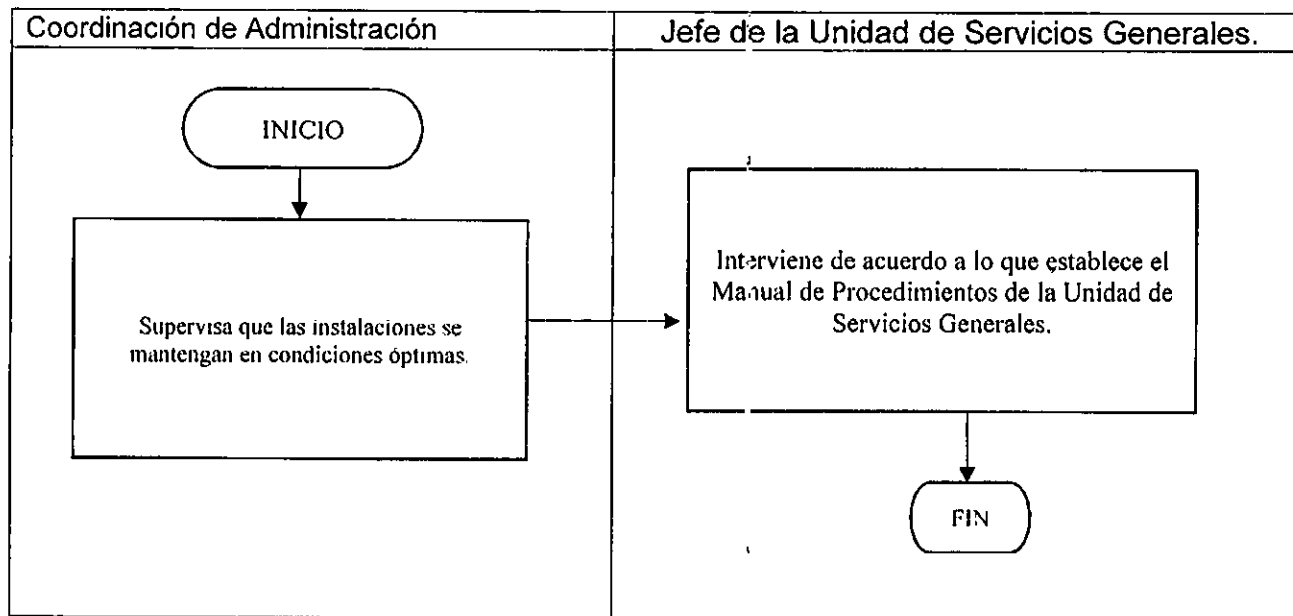 Coordinación de Administración
Jefe de la Unidad de Servicios Generales.
INICIO
Supervisa que las instalaciones se
mantengan en condiciones óptimas.
Interviene de acuerdo a lo que establece el
Manual de Procedimientos de la Unidad de
Servicios Generales.
FIN